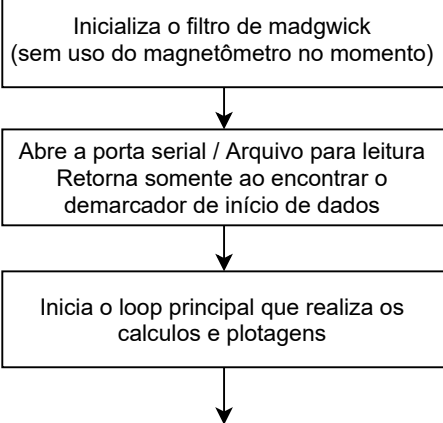 Inicializa o filtro de madgwick
(sem uso do magnetômetro no momento)
Abre a porta serial / Arquivo para leitura
Retorna somente ao encontrar o
demarcador de início de dados
Inicia o loop principal que realiza os
calculos e plotagens